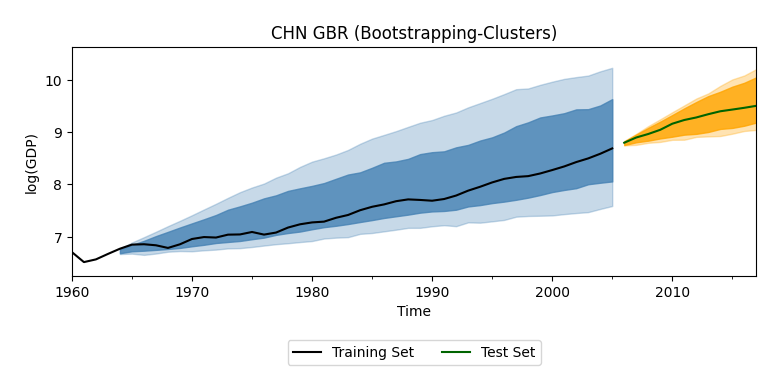 CHN GBR (Bootstrapping-Clusters)
log(GDP)
10
9
8
7
1960 1970 1980 1990 2000 2010
Time
Training Set Test Set